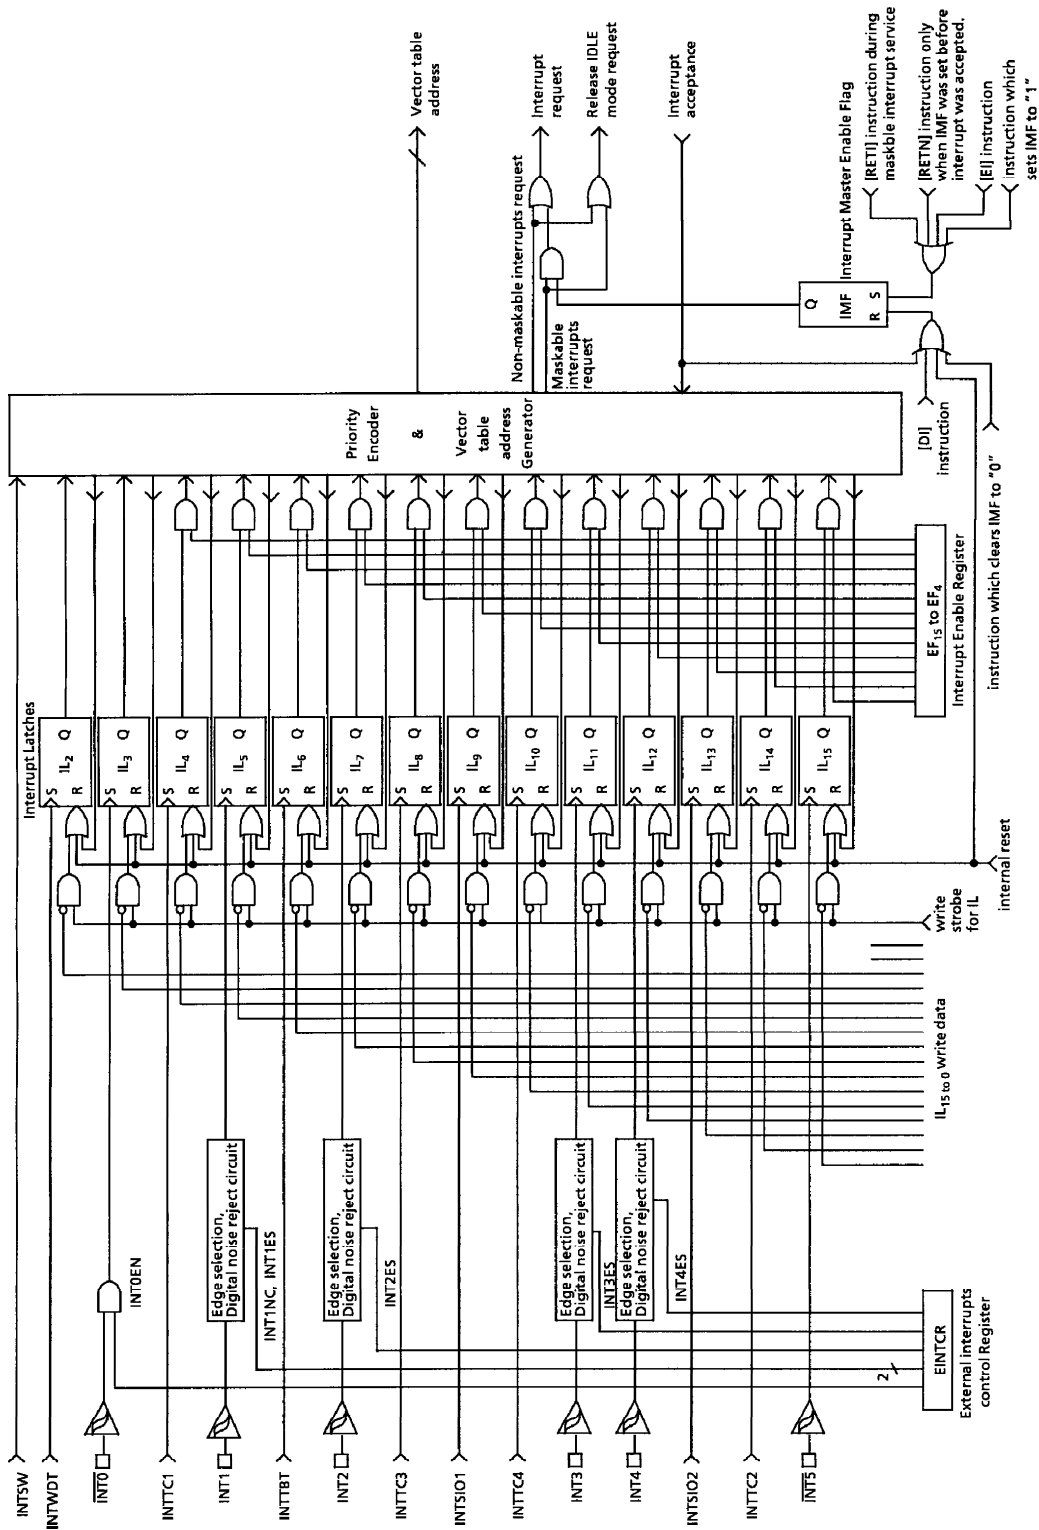 INTSW
INTWDT
INT0
INTTC1
INT1
INTTBT
INT2
INTTC3
INTSIO1
INTTC4
INT3
INT4
INTSIO2
INTTC2
INT5
INT0EN
Edge selection,
Digital noise reject circuit
INT1NC, INT1ES
Edge selection,
Digital noise reject circuit
INT2ES
Edge selection,
Digital noise reject circuit
INT3ES
Edge selection,
Digital noise reject circuit
INT4ES
2
EINTCR
External interrupts
control Register
IL15 to 0 write data
write
strobe
for IL
internal reset
Interrupt Latches
S IL2 Q
R
S IL3 Q
R
S IL4 Q
R
S IL5 Q
R
S IL6 Q
R
S IL7 Q
R
S IL8 Q
R
S IL9 Q
R
S IL10 Q
R
S IL11 Q
R
S IL12 Q
R
S IL13 Q
R
S IL14 Q
R
S IL15 Q
R
EF15 to EF4
Interrupt Enable Register
instruction which clears IMF to "0"
Priority
Encoder
&
Vector
table
address
Generator
[DI]
instruction
Non-maskable interrupts request
Maskable
interrupts
request
Q
IMF
R S
Interrupt Master Enable Flag
Vector table
address
Interrupt
request
Release IDLE
mode request
Interrupt
acceptance
[RETI] instruction during
maskble interrupt service
[RETN] instruction only
when IMF was set before
interrupt was accepted.
[EI] instruction
instruction which
sets IMF to "1"